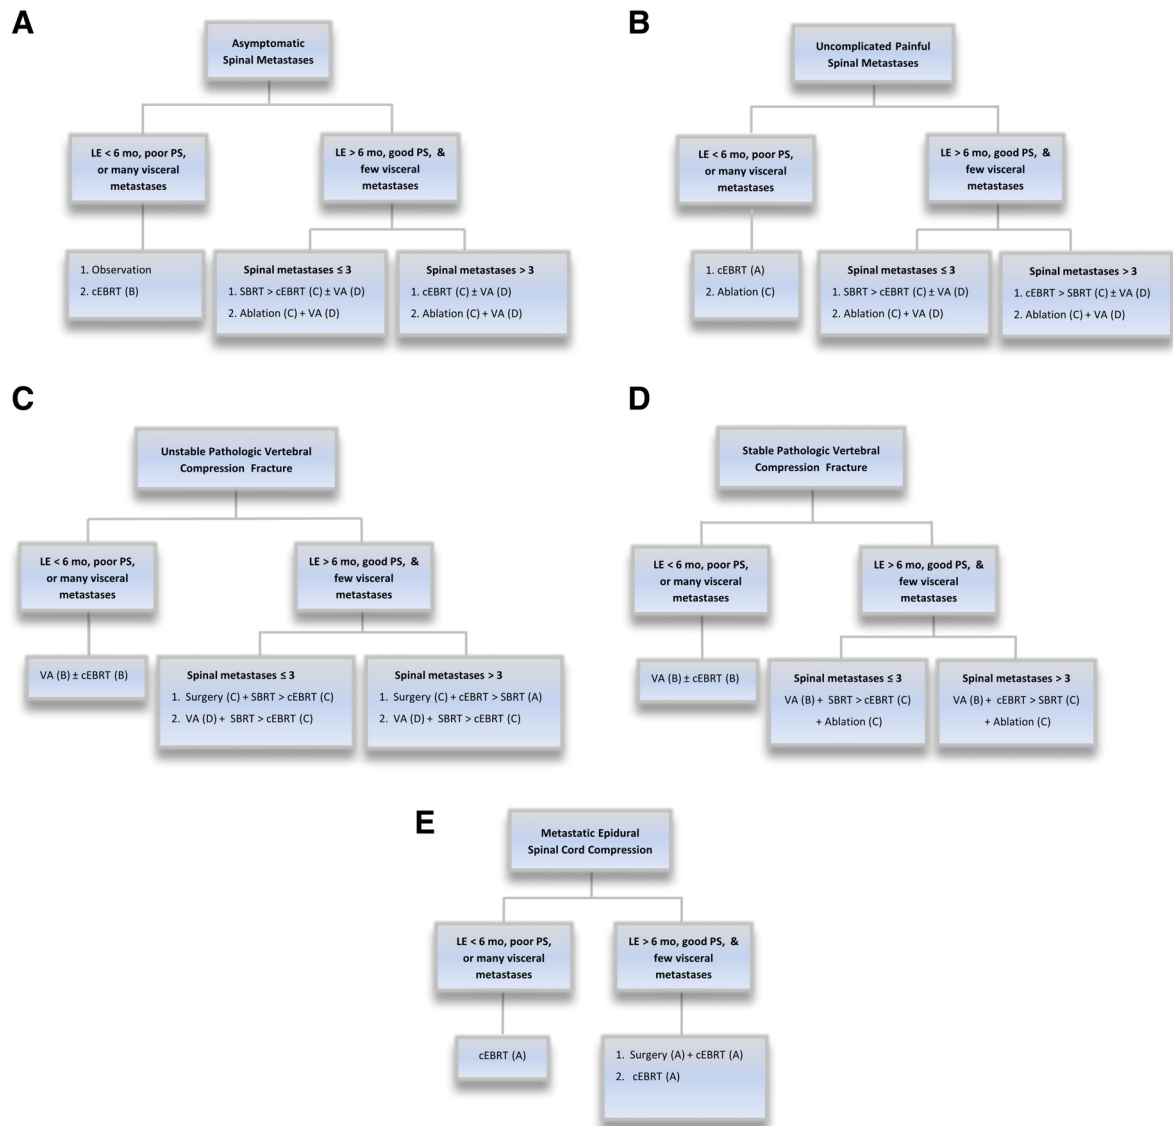 A
Asymptomatic
Spinal Metastases
LE < 6 mo, poor PS,
or many visceral
metastases
LE > 6 mo, good PS, &
few visceral
metastases
1. Observation
2. cEBRT (B)
Spinal metastases ≤ 3
1. SBRT > cEBRT (C) ± VA (D)
2. Ablation (C) + VA (D)
Spinal metastases > 3
1. cEBRT (C) ± VA (D)
2. Ablation (C) + VA (D)
B
Uncomplicated Painful
Spinal Metastases
LE < 6 mo, poor PS,
or many visceral
metastases
LE > 6 mo, good PS, &
few visceral
metastases
1. cEBRT (A)
2. Ablation (C)
Spinal metastases ≤ 3
1. SBRT > cEBRT (C) ± VA (D)
2. Ablation (C) + VA (D)
Spinal metastases > 3
1. cEBRT > SBRT (C) ± VA (D)
2. Ablation (C) + VA (D)
C
Unstable Pathologic Vertebral
Compression Fracture
LE < 6 mo, poor PS,
or many visceral
metastases
LE > 6 mo, good PS, &
few visceral
metastases
VA (B) ± cEBRT (B)
Spinal metastases ≤ 3
1. Surgery (C) + SBRT > cEBRT (C)
2. VA (D) + SBRT > cEBRT (C)
Spinal metastases > 3
1. Surgery (C) + cEBRT > SBRT (A)
2. VA (D) + SBRT > cEBRT (C)
D
Stable Pathologic Vertebral
Compression Fracture
LE < 6 mo, poor PS,
or many visceral
metastases
LE > 6 mo, good PS, &
few visceral
metastases
VA (B) ± cEBRT (B)
Spinal metastases ≤ 3
VA (B) + SBRT > cEBRT (C)
+ Ablation (C)
Spinal metastases > 3
VA (B) + cEBRT > SBRT (C)
+ Ablation (C)
E
Metastatic Epidural
Spinal Cord Compression
LE < 6 mo, poor PS,
or many visceral
metastases
LE > 6 mo, good PS, &
few visceral
metastases
cEBRT (A)
1. Surgery (A) + cEBRT (A)
2. cEBRT (A)